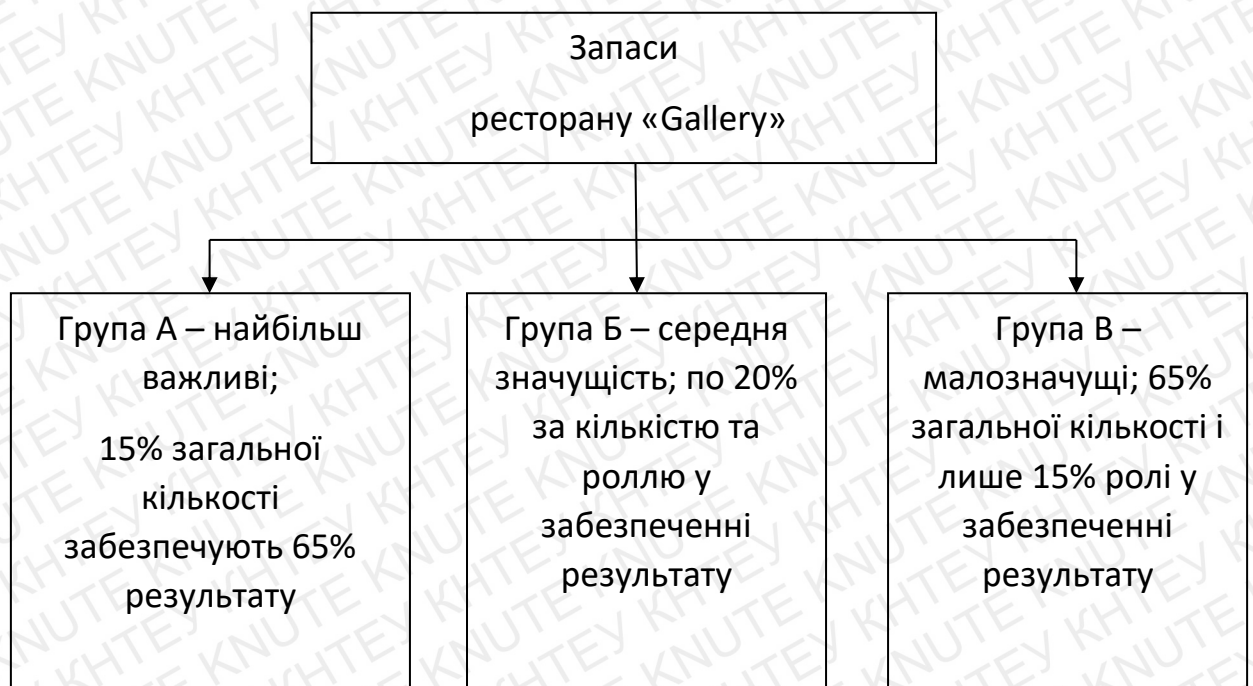 Запаси
ресторану «Gallery»
Група А – найбільш
важливі;
15% загальної
кількості
забезпечують 65%
результату
Група Б – середня
значущість; по 20%
за кількістю та
роллю у
забезпеченні
результату
Група В –
малозначущі; 65%
загальної кількості і
лише 15% ролі у
забезпеченні
результату